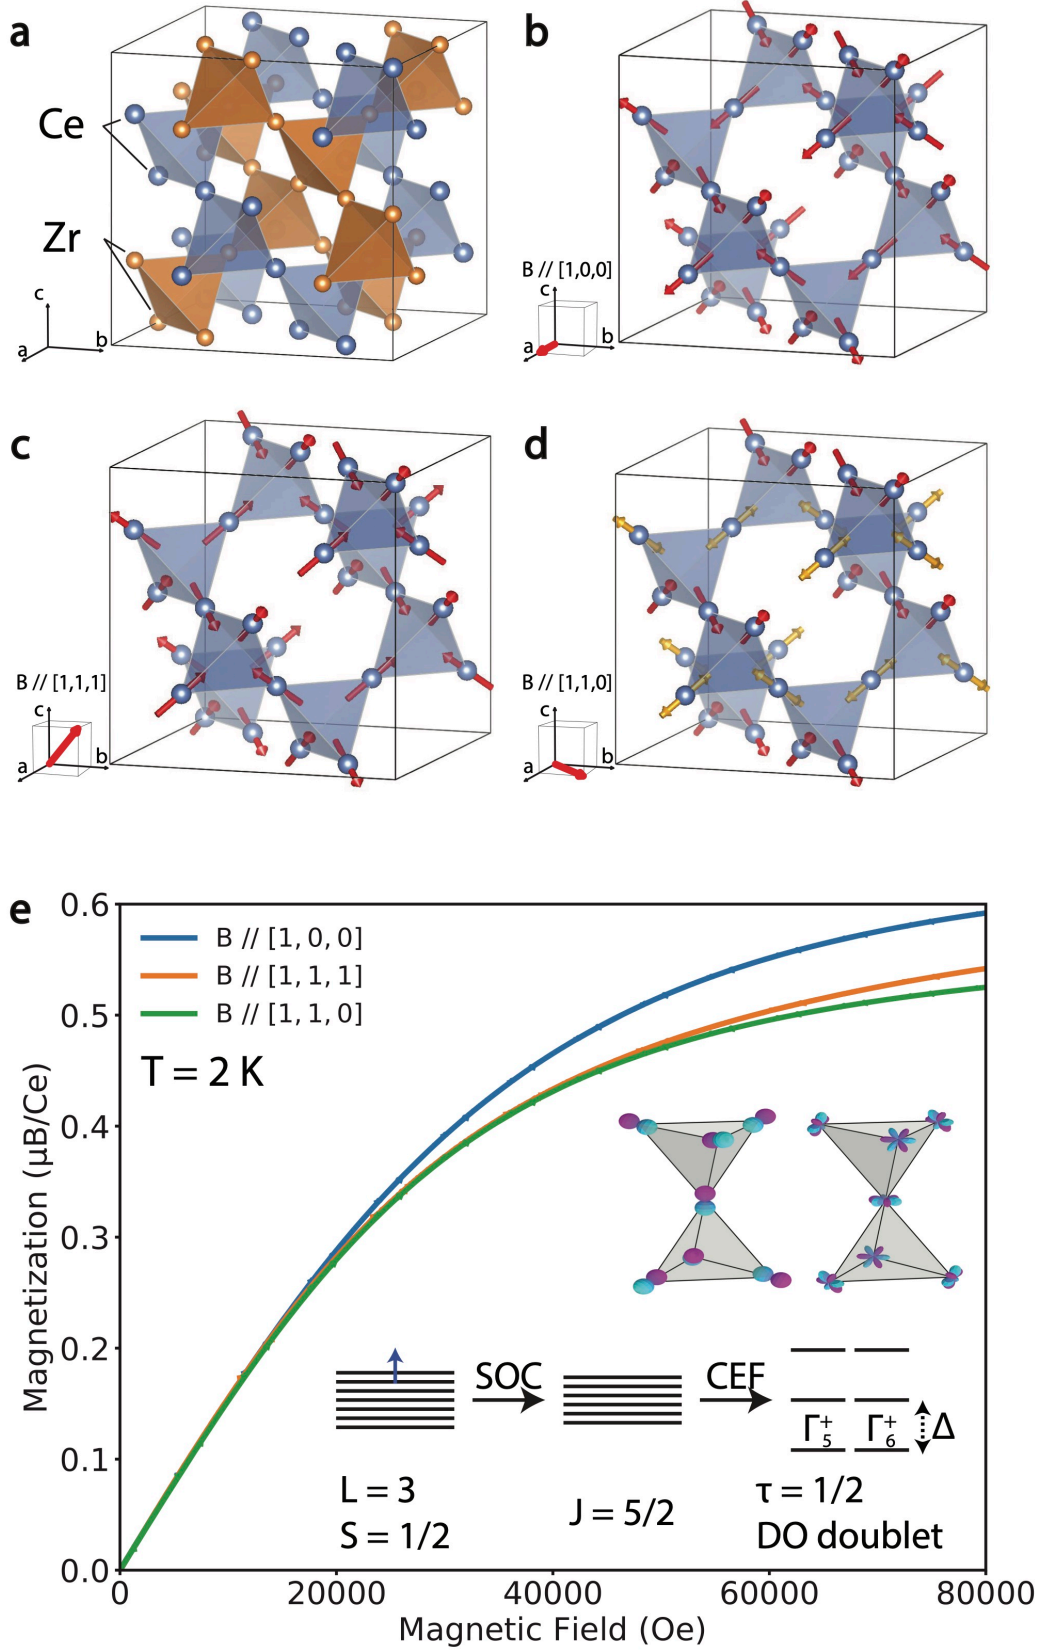 a
Ce
Zr
c
a
b
b
B // [1,0,0]
c
a
b
c
B // [1,1,1]
c
a
b
d
B // [1,1,0]
c
a
b
e
0.6
0.5
0.4
0.3
0.2
0.1
0.0
Magnetization (μB/Ce)
B // [1, 0, 0]
B // [1, 1, 1]
B // [1, 1, 0]
T = 2 K
SOC
CEF
Γ5+
Γ6+
Δ
L = 3
S = 1/2
J = 5/2
τ = 1/2
DO doublet
0
20000
40000
60000
80000
Magnetic Field (Oe)